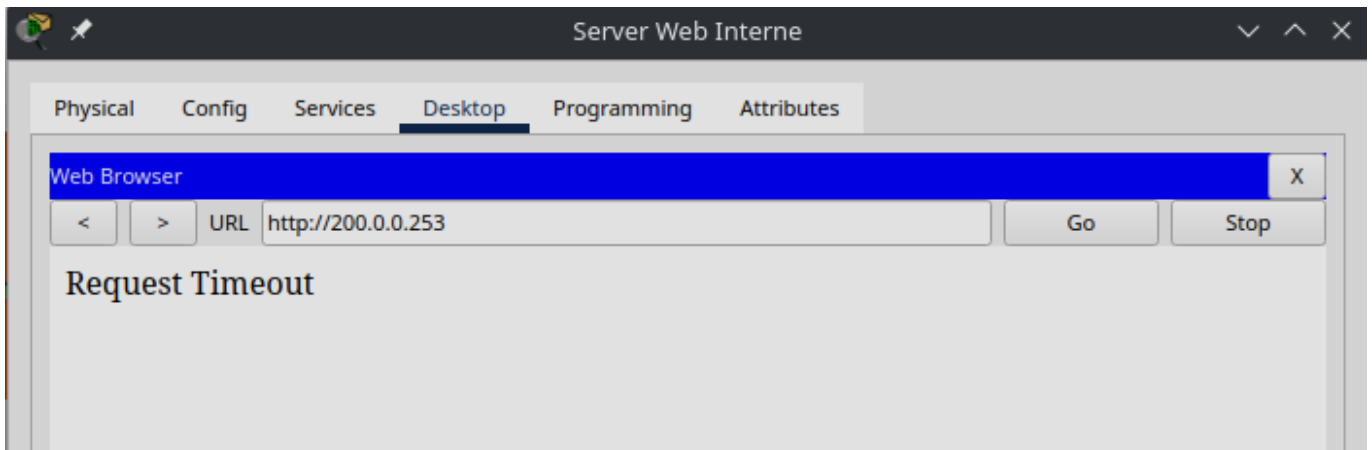 Server Web Interne
Physical Config Services Desktop Programming Attributes
Web Browser X
< > URL http://200.0.0.253 Go Stop
Request Timeout